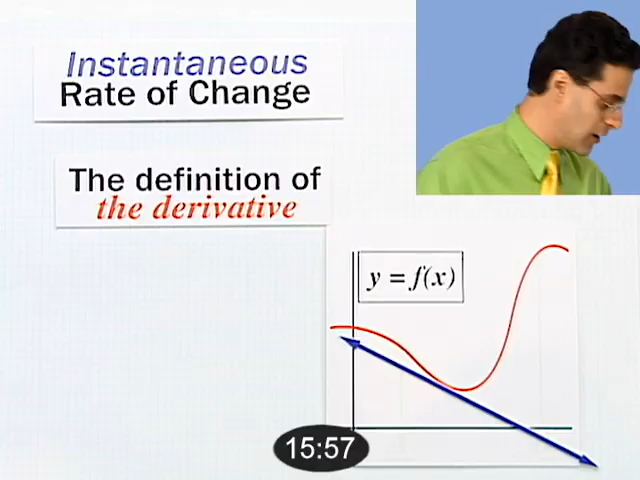 Instantaneous
Rate of Change
The definition of
the derivative
y = f(x)
15:57